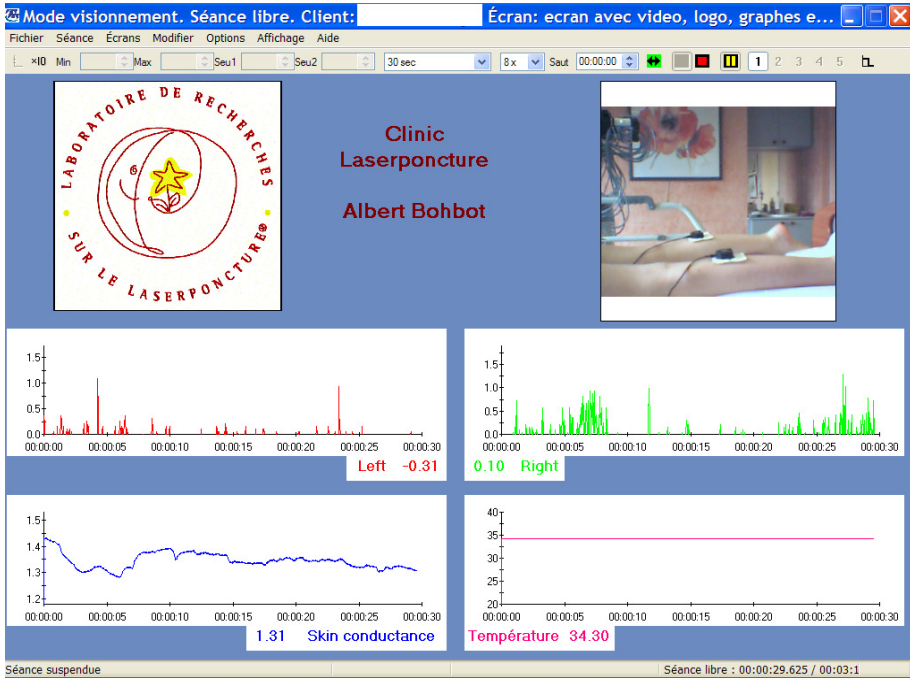 Mode visionnement. Séance libre. Client: Écran: ecran avec video, logo, graphes e...
Fichier Séance Écrans Modifier Options Affichage Aide
×10 Min Max Seu1 Seu2 30 sec 8x Saut 00:00:00 1 2 3 4 5
LABORATOIRE DE RECHERCHES
SUR LE LASERPONCTURE®
Clinic
Laserponcture
Albert Bohbot
1.5
1.0
0.5
0.0
00:00:00 00:00:05 00:00:10 00:00:15 00:00:20 00:00:25 00:00:30
Left -0.31
1.5
1.0
0.5
0.0
00:00:00 00:00:05 00:00:10 00:00:15 00:00:20 00:00:25 00:00:30
0.10 Right
1.5
1.4
1.3
1.2
00:00:00 00:00:05 00:00:10 00:00:15 00:00:20 00:00:25 00:00:30
1.31 Skin conductance
40
35
30
25
20
00:00:00 00:00:05 00:00:10 00:00:15 00:00:20 00:00:25 00:00:30
Température 34.30
Séance suspendue
Séance libre : 00:00:29.625 / 00:03:1